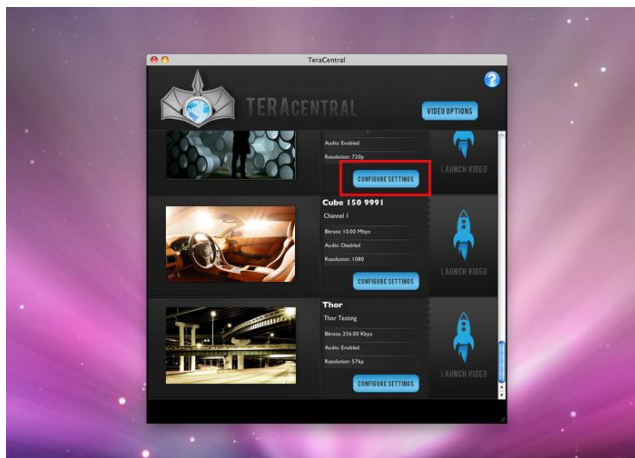 TeraCentral
TERACENTRAL
?
VIDEO OPTIONS
Audio: Enabled
Resolution: 720p
CONFIGURE SETTINGS
LAUNCH VIDEO
Cube 150 9991
Channel 1
Bitrate: 10.00 Mbps
Audio: Disabled
Resolution: 1080
CONFIGURE SETTINGS
LAUNCH VIDEO
Thor
Thor Testing
Bitrate: 256.00 Kbps
Audio: Enabled
Resolution: 576p
CONFIGURE SETTINGS
LAUNCH VIDEO